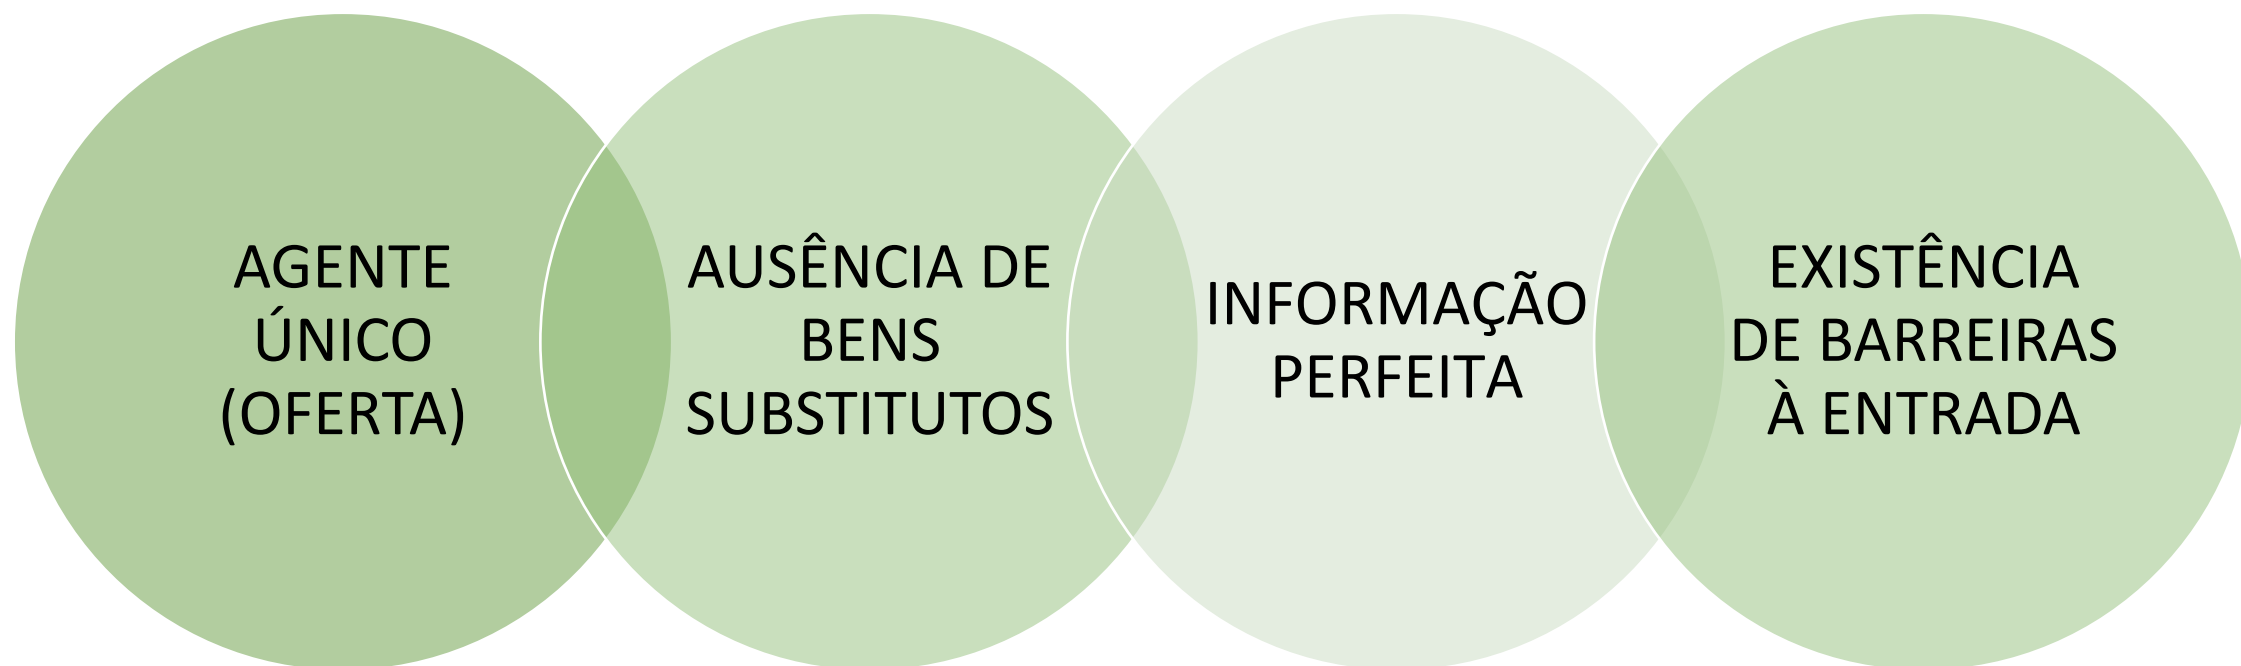 AGENTE
ÚNICO
(OFERTA)
AUSÊNCIA DE
BENS
SUBSTITUTOS
INFORMAÇÃO
PERFEITA
EXISTÊNCIA
DE BARREIRAS
À ENTRADA